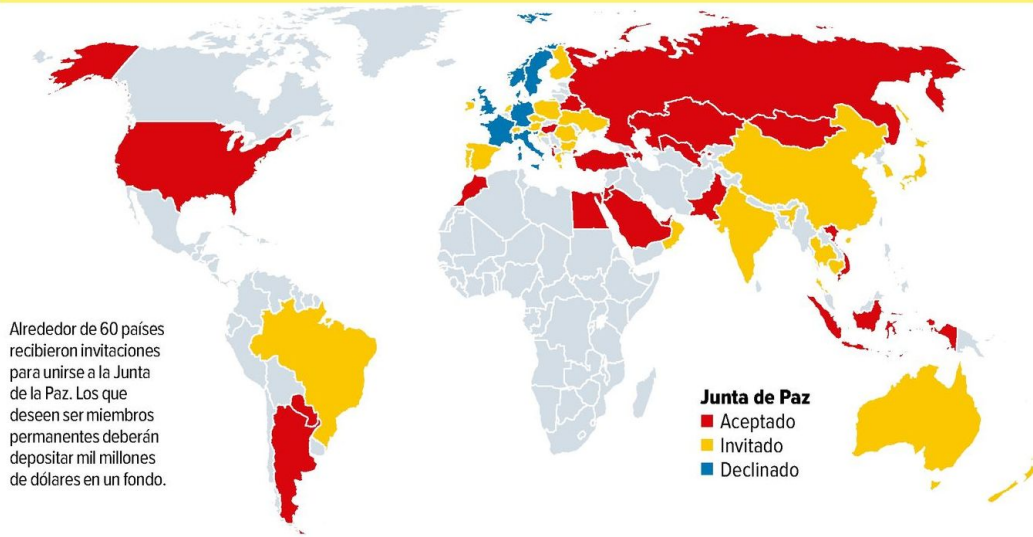 Alrededor de 60 países
recibieron invitaciones
para unirse a la Junta
de la Paz. Los que
deseen ser miembros
permanentes deberán
depositar mil millones
de dólares en un fondo.
Junta de Paz
Aceptado
Invitado
Declinado